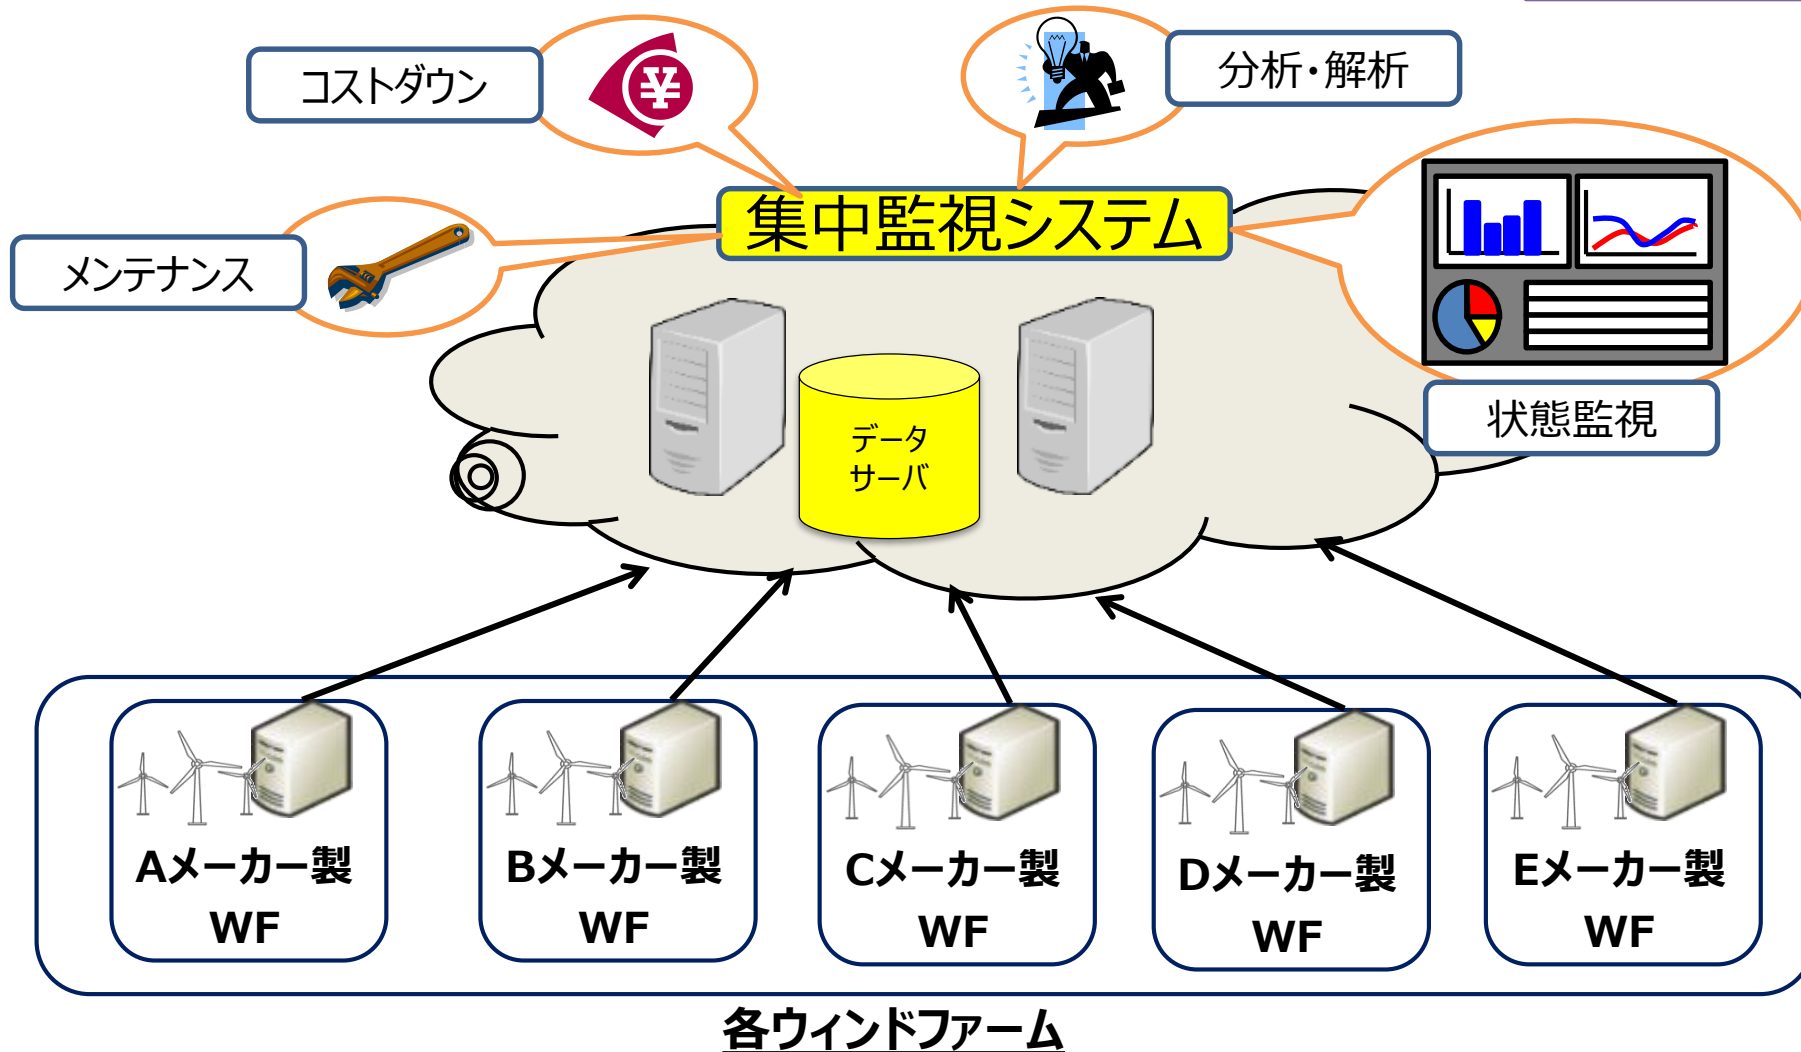 コストダウン
分析・解析
集中監視システム
メンテナンス
状態監視
データ
サーバ
Aメーカー製
WF
Bメーカー製
WF
Cメーカー製
WF
Dメーカー製
WF
Eメーカー製
WF
各ウィンドファーム